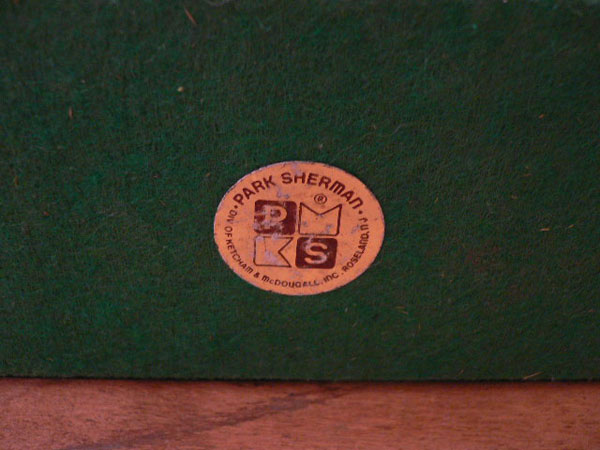 • PARK SHERMAN •
®
P M
K S
DIV. OF KETCHAM & McDOUGALL, INC. ROSELAND, N.J.